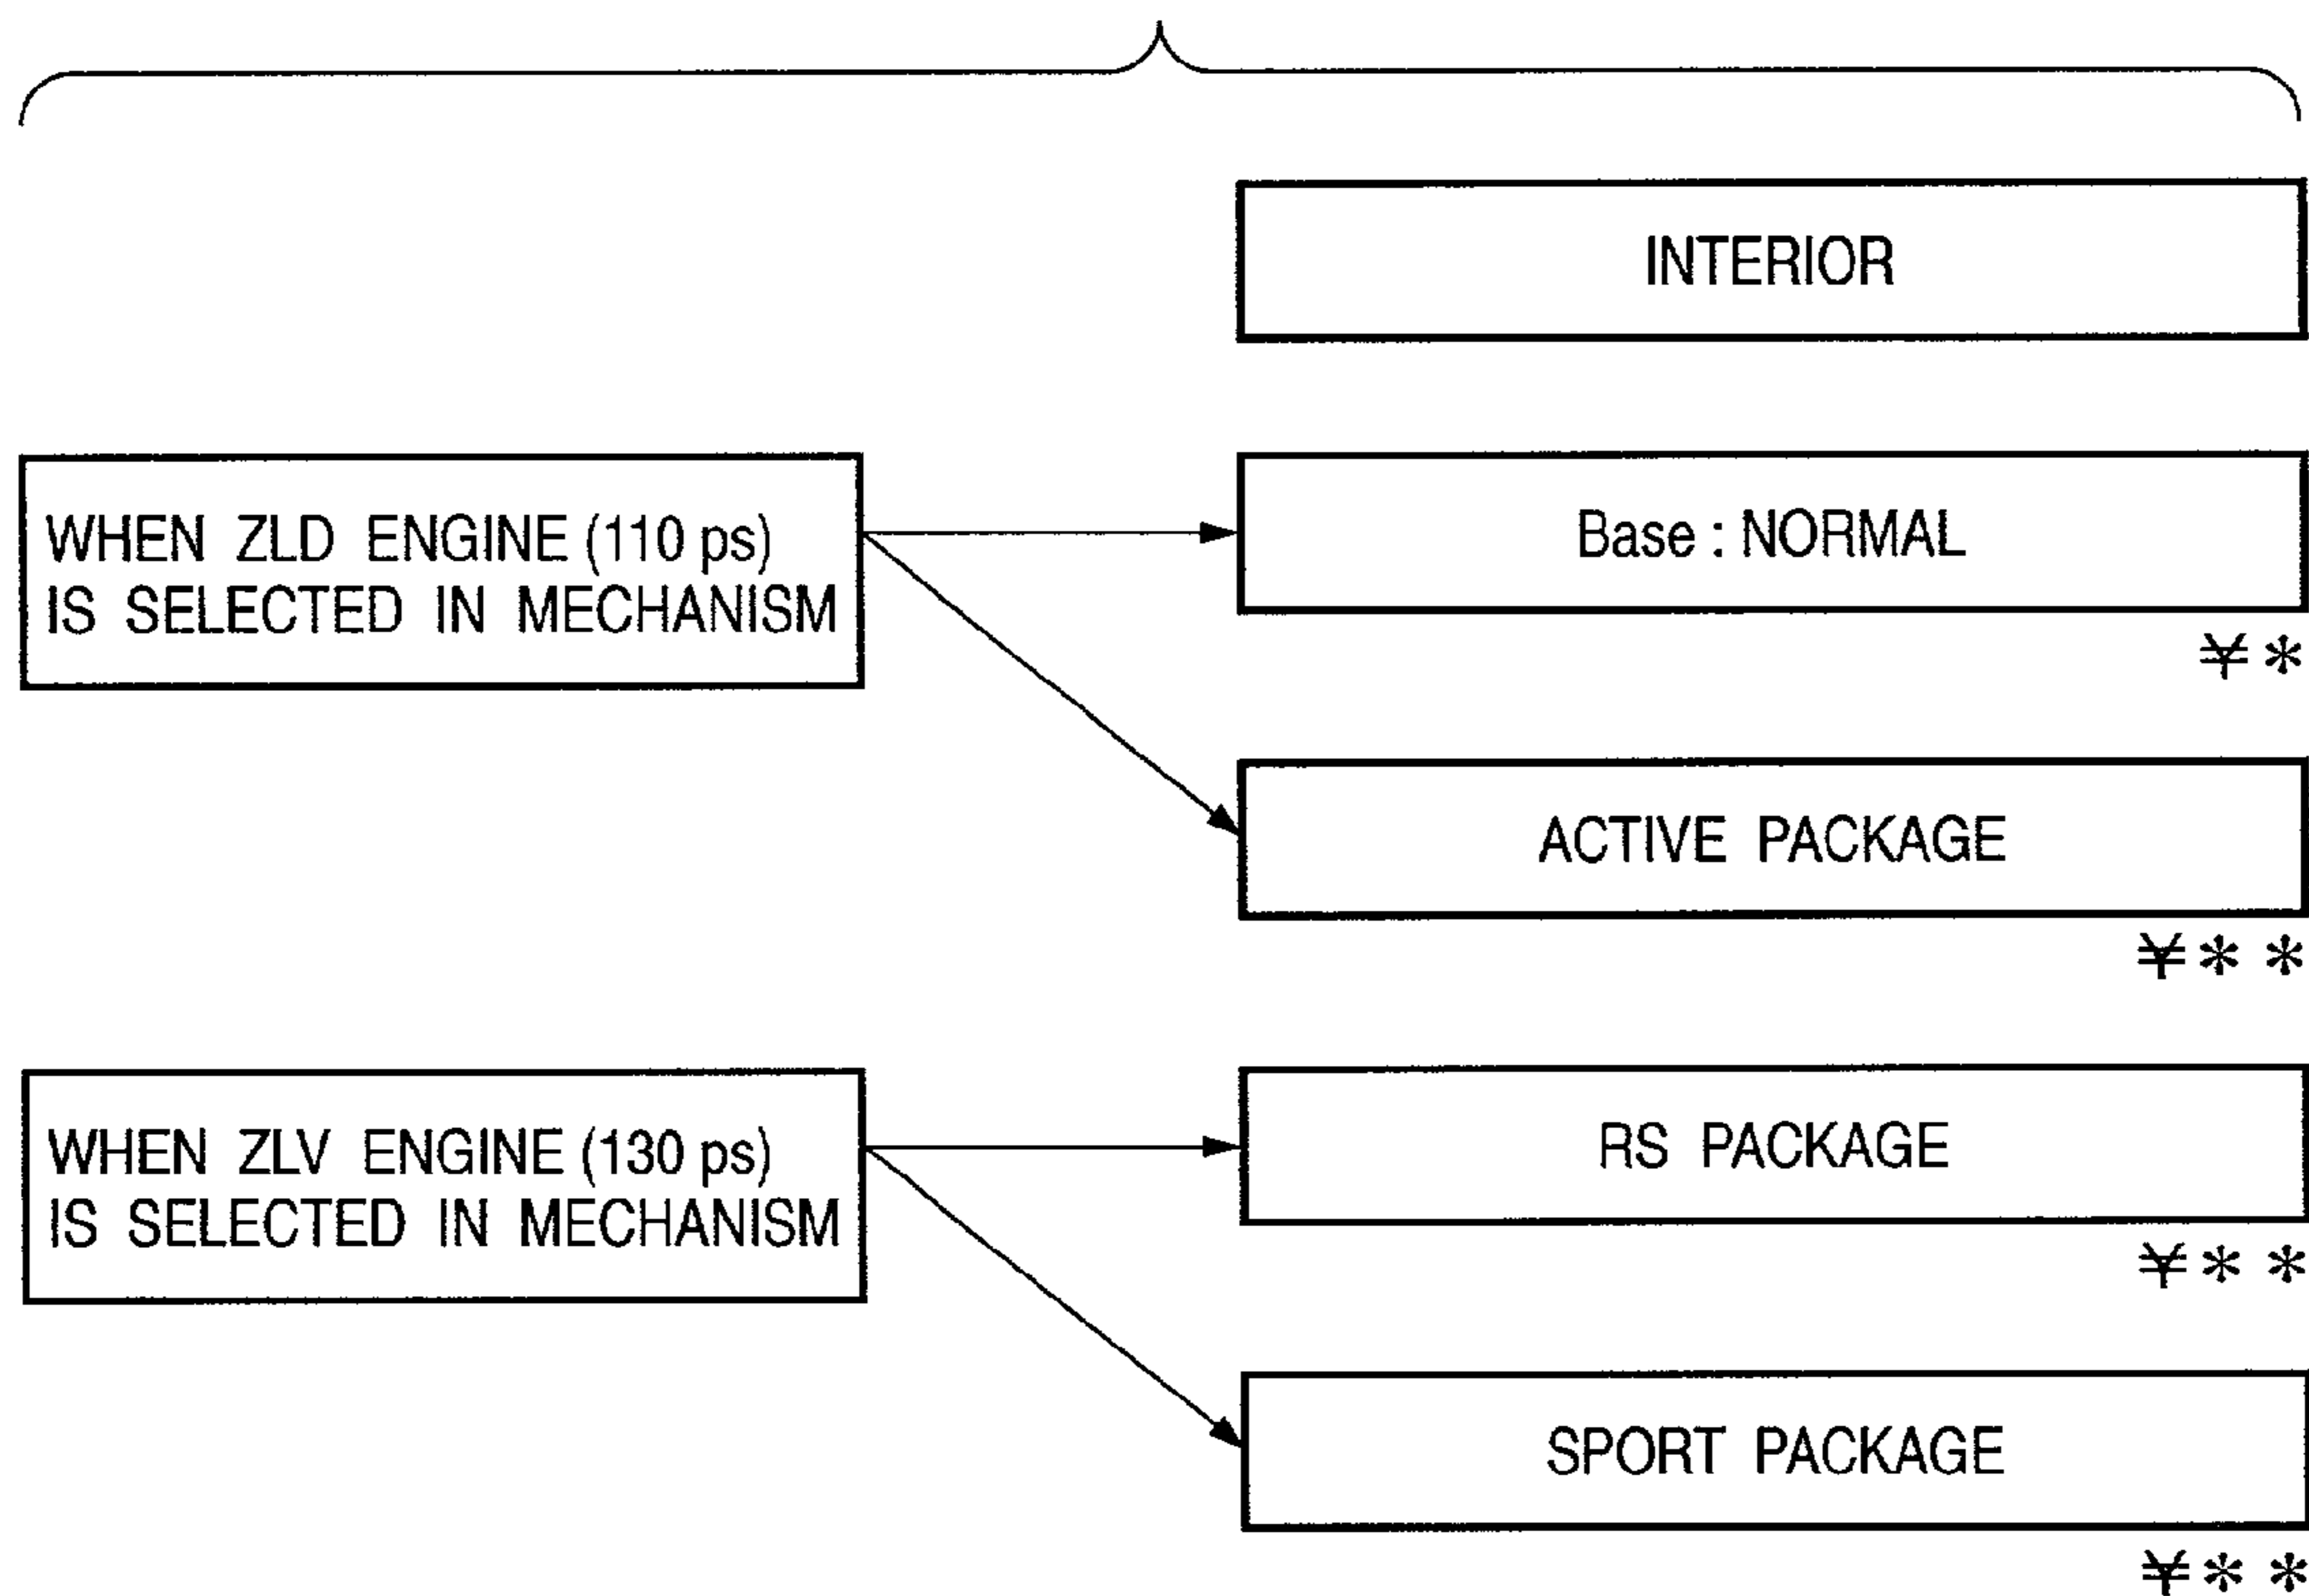 INTERIOR
WHEN ZLD ENGINE (110 ps)
IS SELECTED IN MECHANISM
Base : NORMAL
¥*
ACTIVE PACKAGE
¥* *
WHEN ZLV ENGINE (130 ps)
IS SELECTED IN MECHANISM
RS PACKAGE
¥* *
SPORT PACKAGE
¥* *